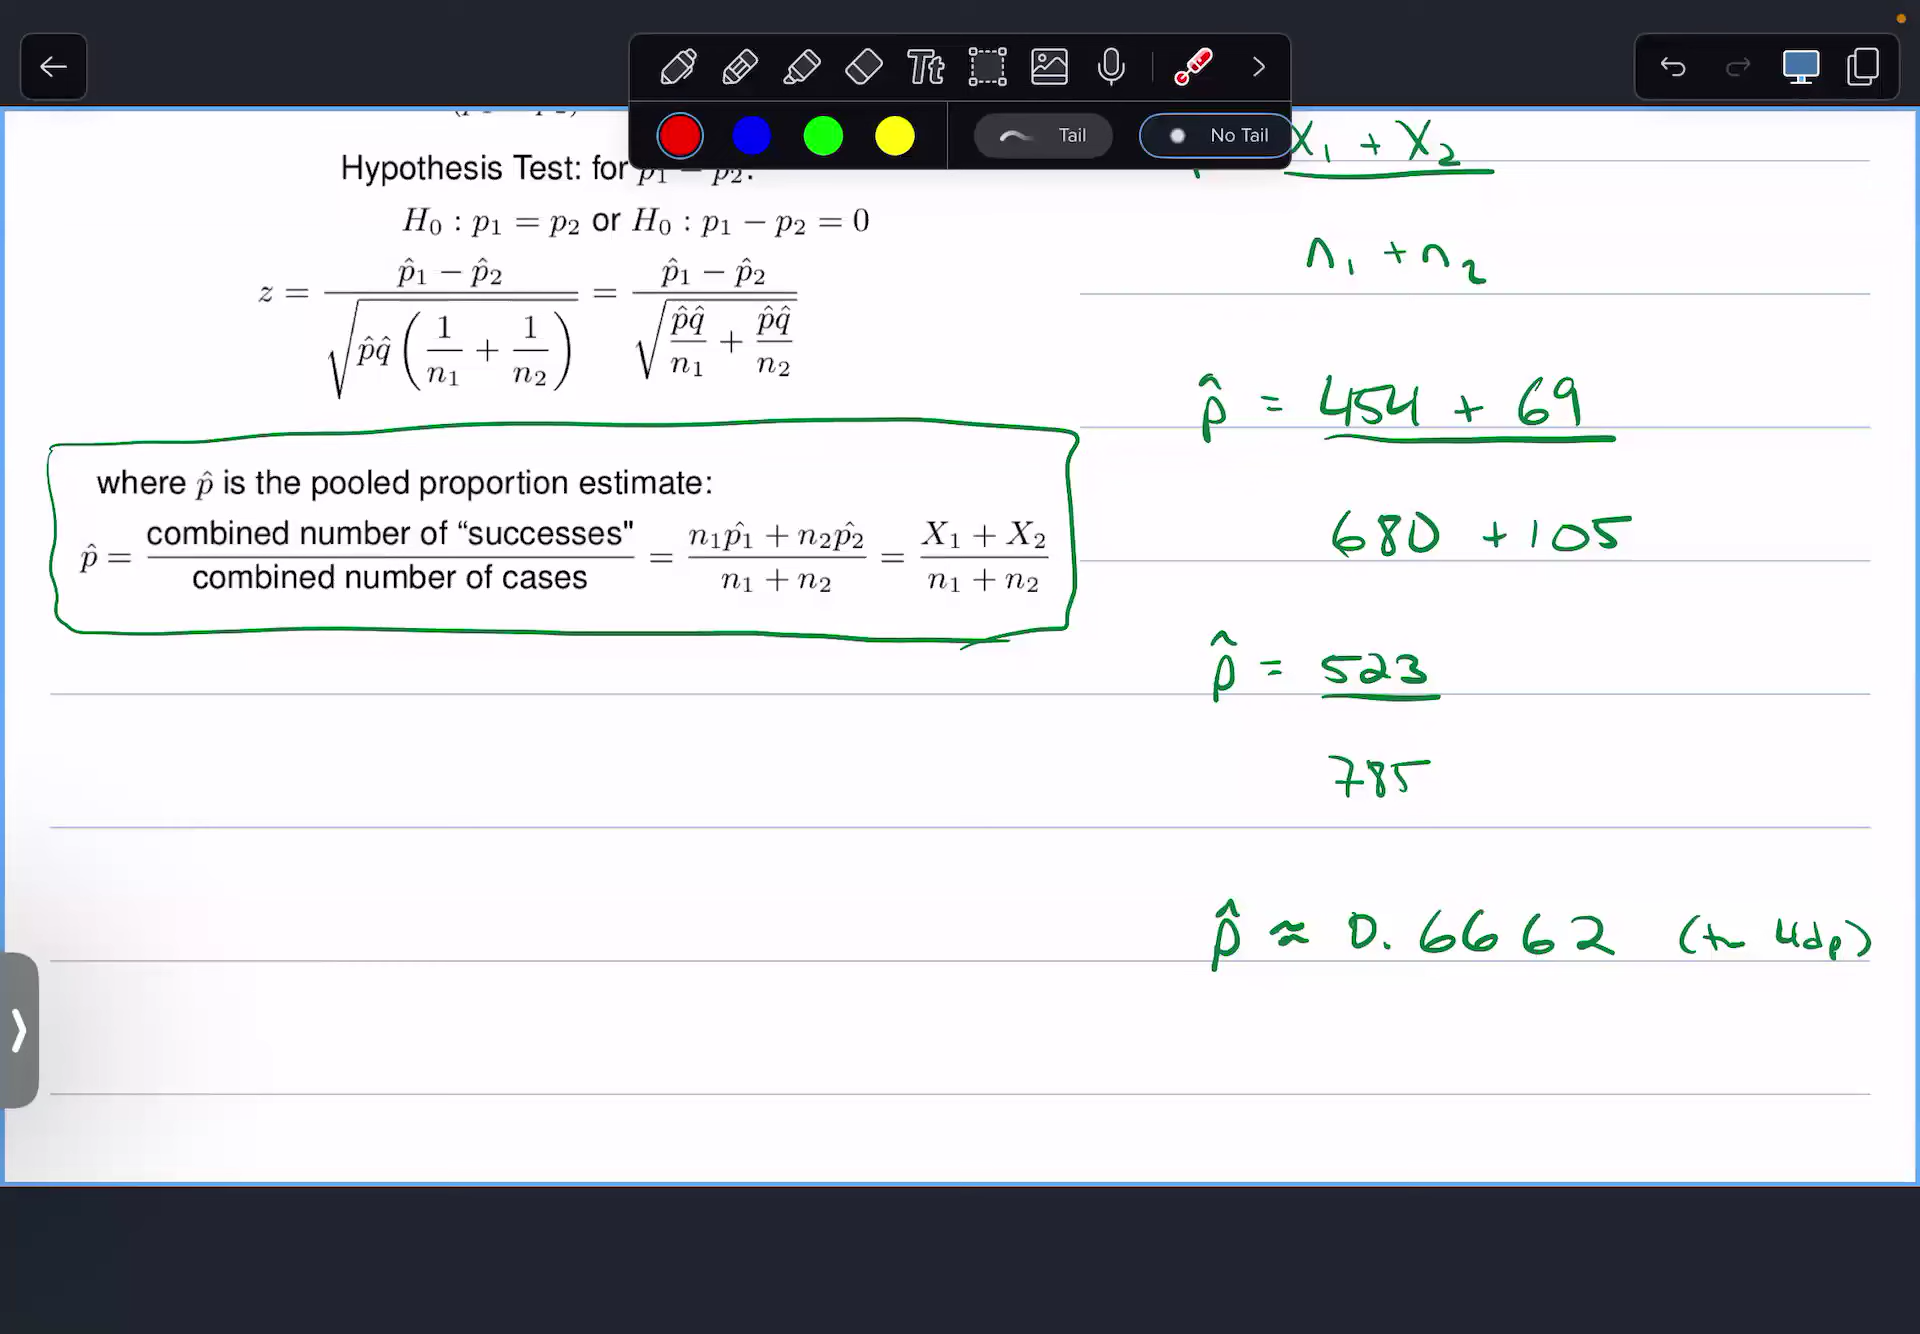 Tt
Tail
No Tail
Hypothesis Test: for p₁ − p₂:
H₀ : p₁ = p₂ or H₀ : p₁ − p₂ = 0
z = (p̂₁ − p̂₂) / √(p̂q̂(1/n₁ + 1/n₂)) = (p̂₁ − p̂₂) / √(p̂q̂/n₁ + p̂q̂/n₂)
where p̂ is the pooled proportion estimate:
p̂ = combined number of “successes" / combined number of cases = (n₁p̂₁ + n₂p̂₂) / (n₁ + n₂) = (X₁ + X₂) / (n₁ + n₂)
X₁ + X₂
n₁ + n₂
p̂ = 454 + 69
680 + 105
p̂ = 523
785
p̂ ≈ 0.6662 (to 4dp)